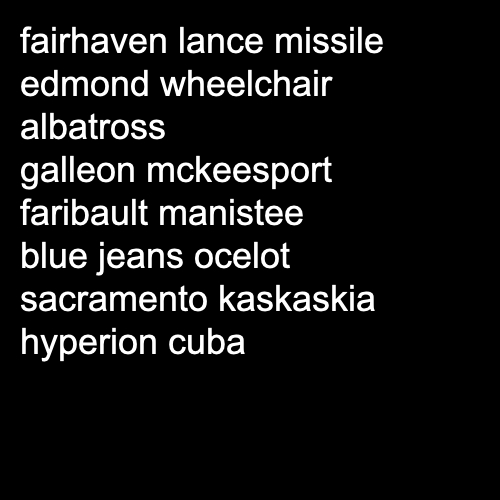 fairhaven lance missile
edmond wheelchair
albatross
galleon mckeesport
faribault manistee
blue jeans ocelot
sacramento kaskaskia
hyperion cuba